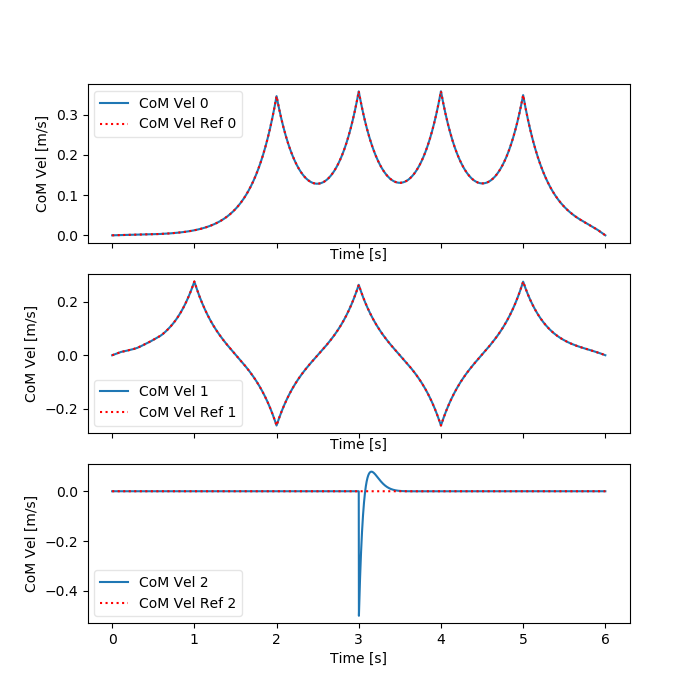 CoM Vel [m/s]
0.3
0.2
0.1
0.0
CoM Vel 0
CoM Vel Ref 0
Time [s]
CoM Vel [m/s]
0.2
0.0
−0.2
CoM Vel 1
CoM Vel Ref 1
Time [s]
CoM Vel [m/s]
0.0
−0.2
−0.4
CoM Vel 2
CoM Vel Ref 2
0 1 2 3 4 5 6
Time [s]